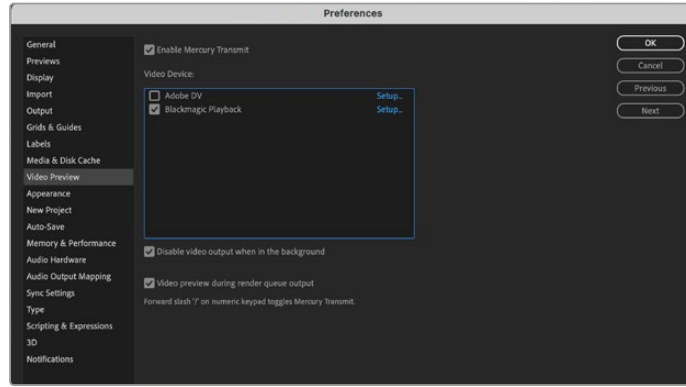 Preferences
General
Previews
Display
Import
Output
Grids & Guides
Labels
Media & Disk Cache
Video Preview
Appearance
New Project
Auto-Save
Memory & Performance
Audio Hardware
Audio Output Mapping
Sync Settings
Type
Scripting & Expressions
3D
Notifications
Enable Mercury Transmit
Video Device:
Adobe DV Setup...
Blackmagic Playback Setup...
Disable video output when in the background
Video preview during render queue output
Forward slash '/' on numeric keypad toggles Mercury Transmit.
OK
Cancel
Previous
Next